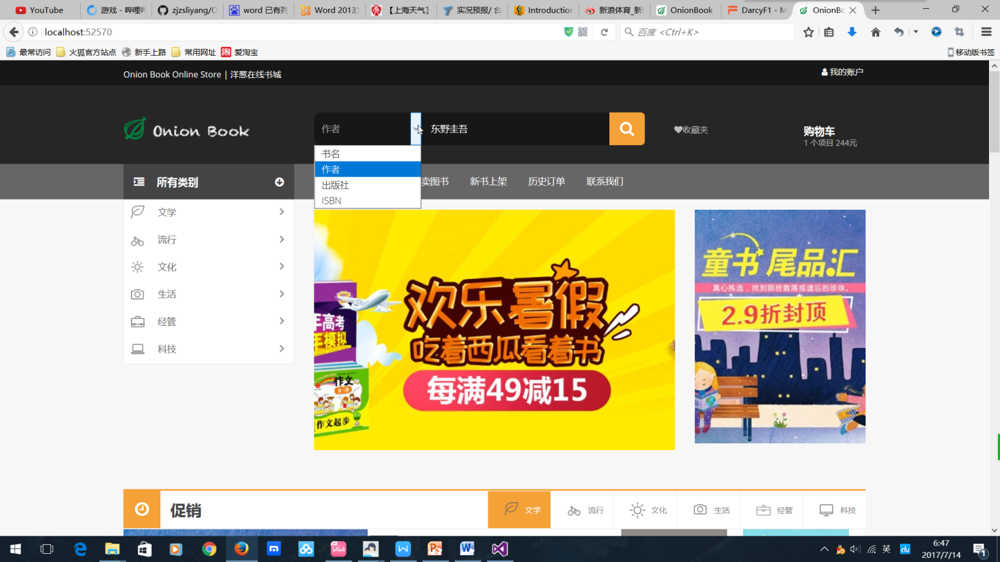 YouTube
游戏 - 哔哩哔
zjzsliyang/O
word 已有列
Word 2013
【上海天气】
实况预报/ 台
Introduction
新浪体育_新
OnionBook
DarcyF1 - M
OnionBo
localhost:52570
百度 <Ctrl+K>
最常访问
火狐官方站点
新手上路
常用网址
淘
爱淘宝
移动版书签
Onion Book Online Store | 洋葱在线书城
我的账户
Onion Book
作者
东野圭吾
收藏夹
购物车
1 个项目 244元
书名
作者
出版社
ISBN
所有类别
卖图书
新书上架
历史订单
联系我们
文学
流行
文化
生活
经管
科技
年高考
年模拟
作文
作文起步
欢乐暑假
吃着西瓜看着书
每满49减15
童书 尾品汇
真心拣选，找到那些散落或遗忘的珍珠。
2.9折封顶
促销
文学
流行
文化
生活
经管
科技
英
du
6:47
2017/7/14
1